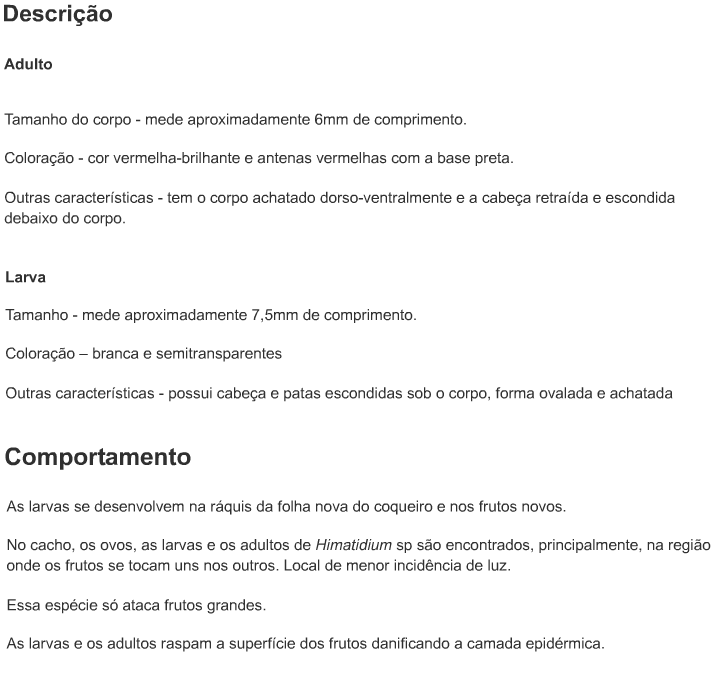 Descrição
Adulto
Tamanho do corpo - mede aproximadamente 6mm de comprimento.
Coloração - cor vermelha-brilhante e antenas vermelhas com a base preta.
Outras características - tem o corpo achatado dorso-ventralmente e a cabeça retraída e escondida
debaixo do corpo.
Larva
Tamanho - mede aproximadamente 7,5mm de comprimento.
Coloração – branca e semitransparentes
Outras características - possui cabeça e patas escondidas sob o corpo, forma ovalada e achatada
Comportamento
As larvas se desenvolvem na ráquis da folha nova do coqueiro e nos frutos novos.
No cacho, os ovos, as larvas e os adultos de Himatidium sp são encontrados, principalmente, na região
onde os frutos se tocam uns nos outros. Local de menor incidência de luz.
Essa espécie só ataca frutos grandes.
As larvas e os adultos raspam a superfície dos frutos danificando a camada epidérmica.